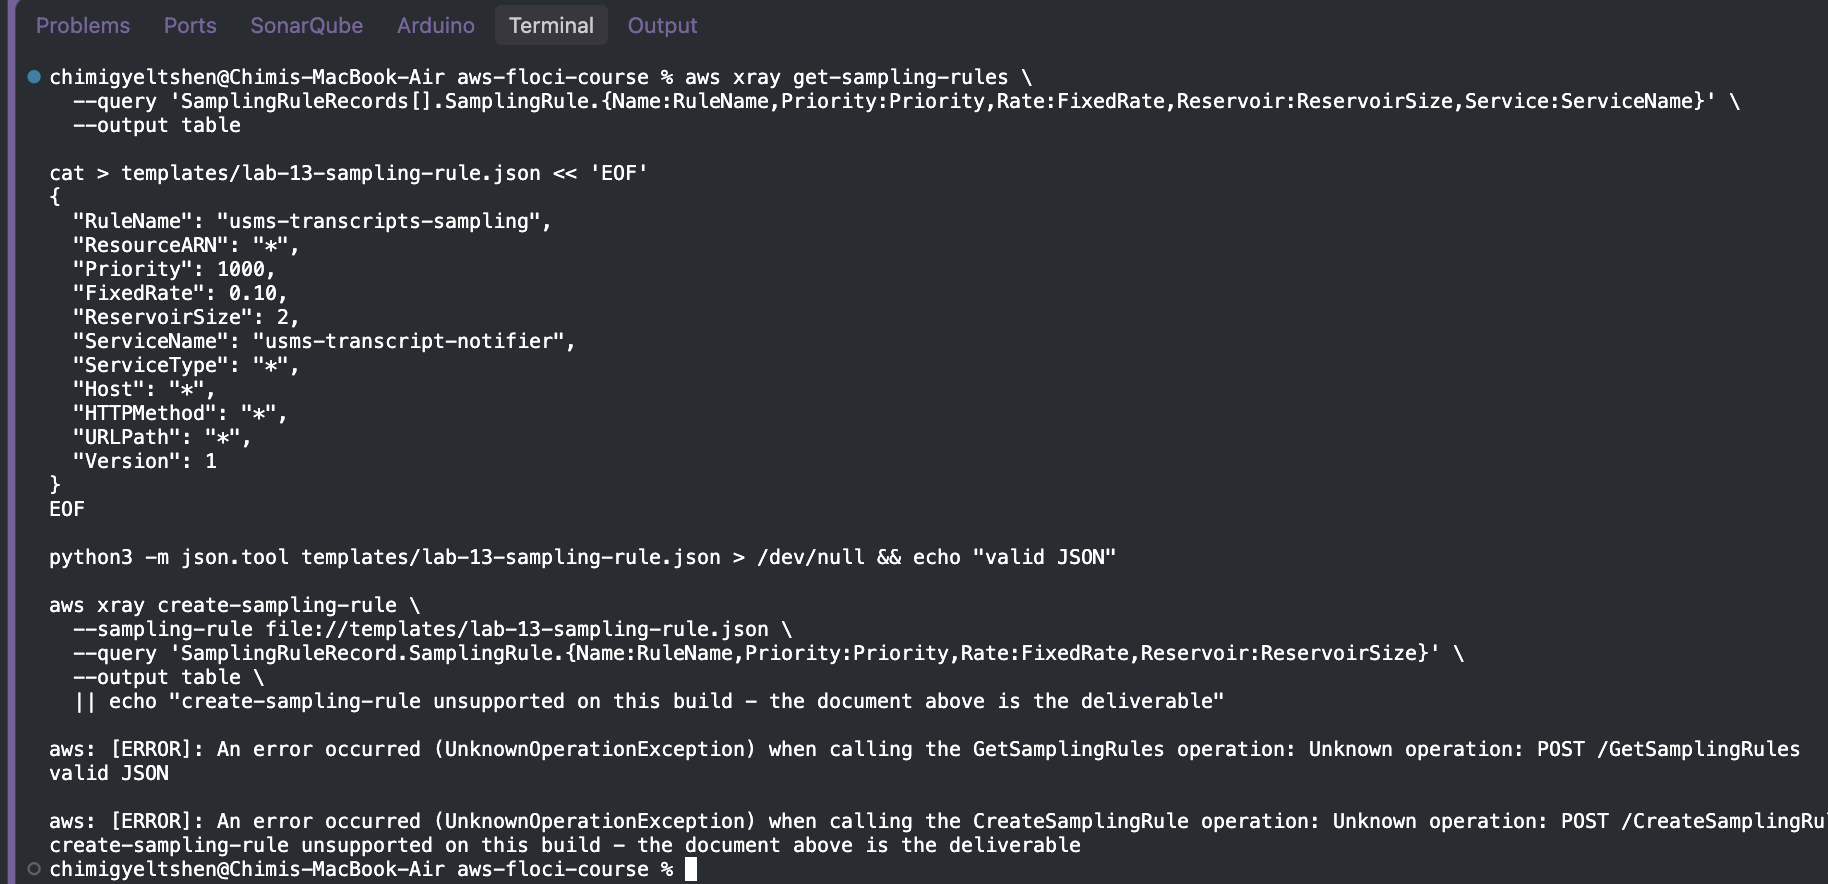 Problems Ports SonarQube Arduino Terminal Output
chimigyeltshen@Chimis-MacBook-Air aws-floci-course % aws xray get-sampling-rules \
  --query 'SamplingRuleRecords[].SamplingRule.{Name:RuleName,Priority:Priority,Rate:FixedRate,Reservoir:ReservoirSize,Service:ServiceName}' \
  --output table

cat > templates/lab-13-sampling-rule.json << 'EOF'
{
  "RuleName": "usms-transcripts-sampling",
  "ResourceARN": "*",
  "Priority": 1000,
  "FixedRate": 0.10,
  "ReservoirSize": 2,
  "ServiceName": "usms-transcript-notifier",
  "ServiceType": "*",
  "Host": "*",
  "HTTPMethod": "*",
  "URLPath": "*",
  "Version": 1
}
EOF

python3 -m json.tool templates/lab-13-sampling-rule.json > /dev/null && echo "valid JSON"

aws xray create-sampling-rule \
  --sampling-rule file://templates/lab-13-sampling-rule.json \
  --query 'SamplingRuleRecord.SamplingRule.{Name:RuleName,Priority:Priority,Rate:FixedRate,Reservoir:ReservoirSize}' \
  --output table \
  || echo "create-sampling-rule unsupported on this build - the document above is the deliverable"

aws: [ERROR]: An error occurred (UnknownOperationException) when calling the GetSamplingRules operation: Unknown operation: POST /GetSamplingRules
valid JSON

aws: [ERROR]: An error occurred (UnknownOperationException) when calling the CreateSamplingRule operation: Unknown operation: POST /CreateSamplingRu
create-sampling-rule unsupported on this build - the document above is the deliverable
chimigyeltshen@Chimis-MacBook-Air aws-floci-course %